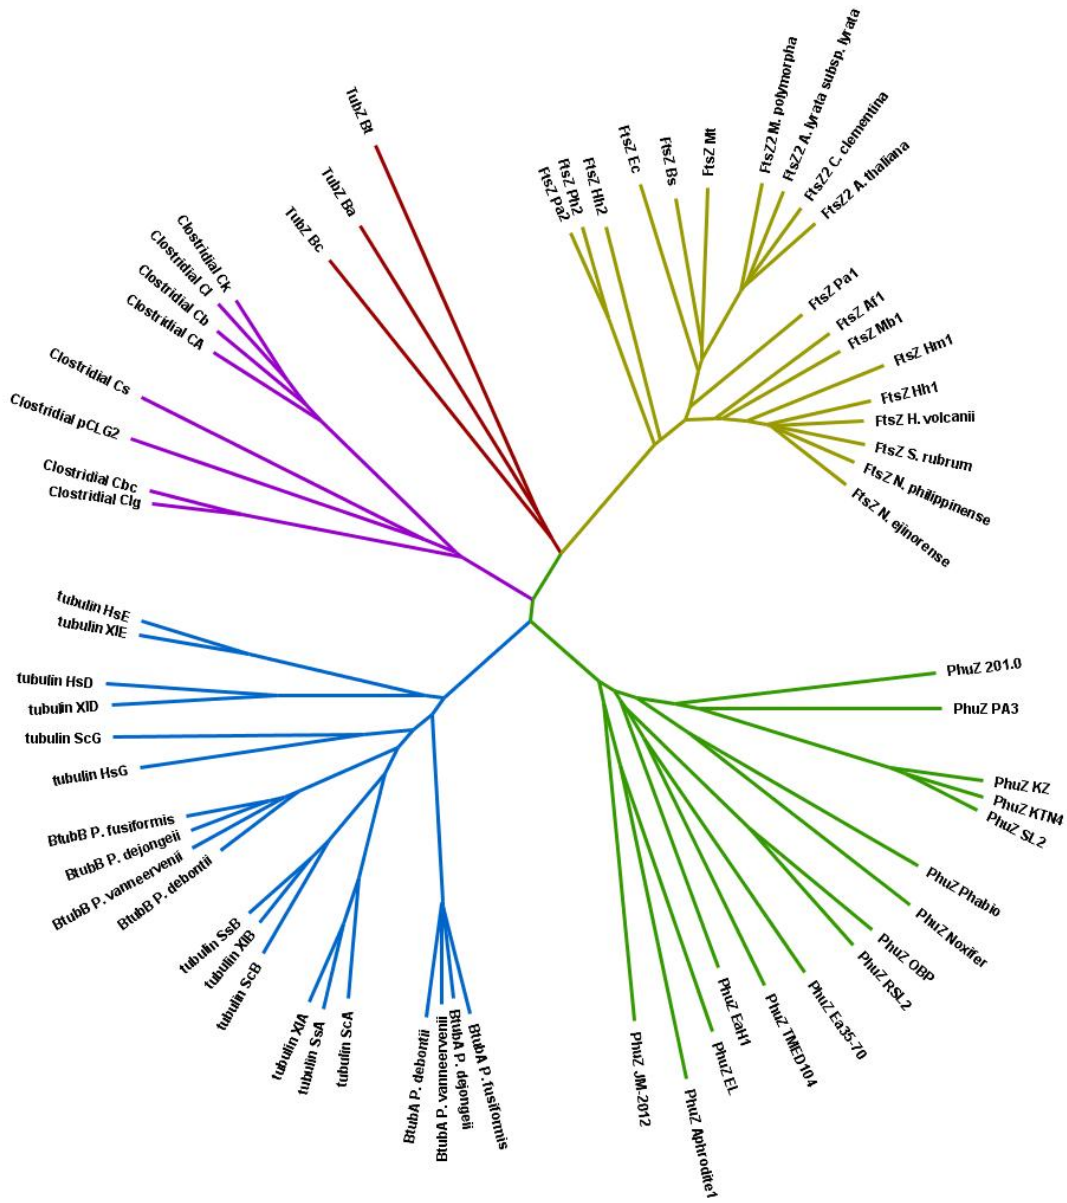 TubZ Bt
TubZ Ba
TubZ Bc
Clostridial Ck
Clostridial Cl
Clostridial Cb
Clostridial CA
Clostridial Cs
Clostridial pCLG2
Clostridial Cbc
Clostridial Clg
tubulin HsE
tubulin XlE
tubulin HsD
tubulin XlD
tubulin ScG
tubulin HsG
BtubB P. fusiformis
BtubB P. dejongeii
BtubB P. vanneervenii
BtubB P. debontii
tubulin SsB
tubulin XlB
tubulin ScB
tubulin XlA
tubulin SsA
tubulin ScA
BtubA P. debontii
BtubA P. vanneervenii
BtubA P. dejongeii
BtubA P. fusiformis
PhuZ JM-2012
PhuZ Aphrodite1
PhuZ EL
PhuZ EaH1
PhuZ TMED104
PhuZ Ea35-70
PhuZ RSL2
PhuZ OBP
PhuZ Noxifer
PhuZ Phabio
PhuZ SL2
PhuZ KTN4
PhuZ KZ
PhuZ PA3
PhuZ 201.0
FtsZ N. ejinorense
FtsZ N. philippinense
FtsZ S. rubrum
FtsZ H. volcanii
FtsZ Hh1
FtsZ Hm1
FtsZ Mb1
FtsZ Af1
FtsZ Pa1
FtsZ2 A. thaliana
FtsZ2 C. clementina
FtsZ2 A. lyrata subsp. lyrata
FtsZ2 M. polymorpha
FtsZ Mt
FtsZ Bs
FtsZ Ec
FtsZ Hh2
FtsZ Ph2
FtsZ Pa2